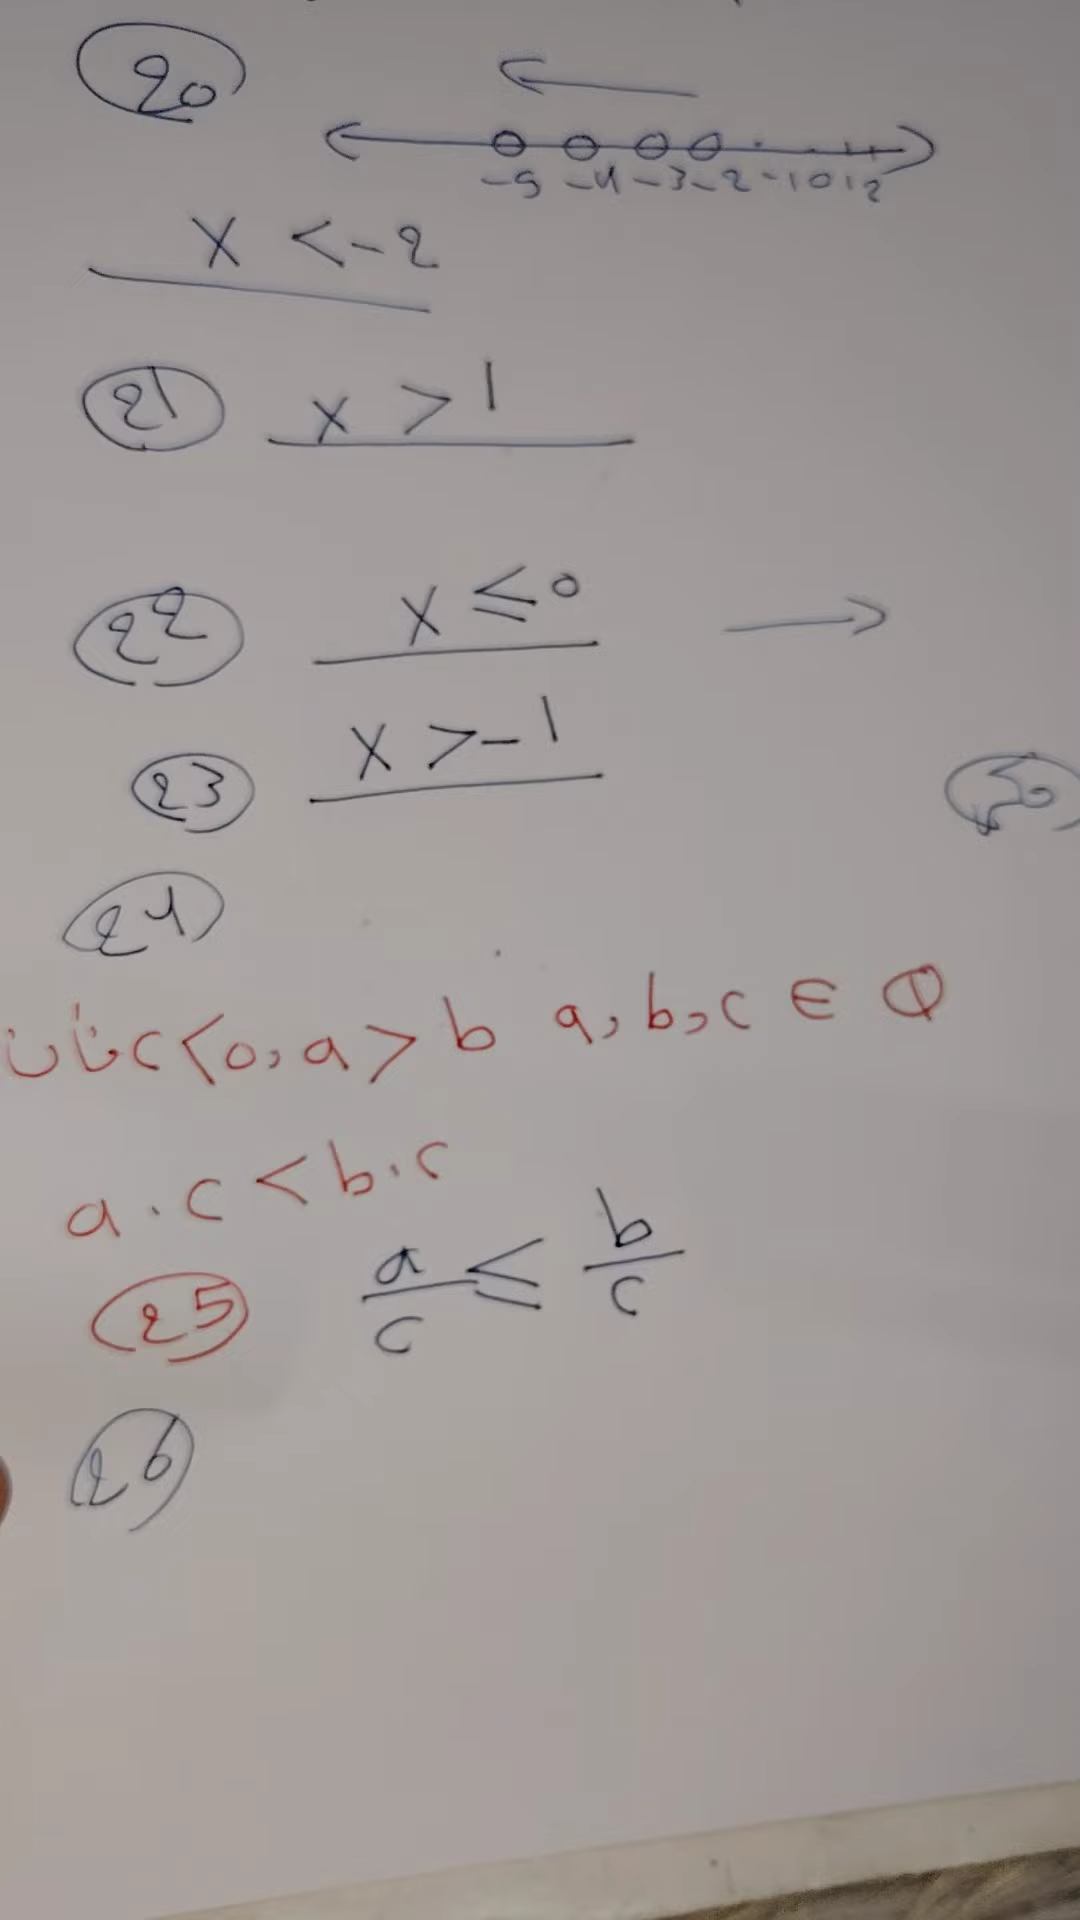 20
-5 -4 -3 -2 -1 0 1 2
x < -2
21 x > 1
22 x ≤ 0
23 x > -1
24
c < 0, a > b a, b, c ∈ Q
a . c < b . c
25 a/c ≤ b/c
26